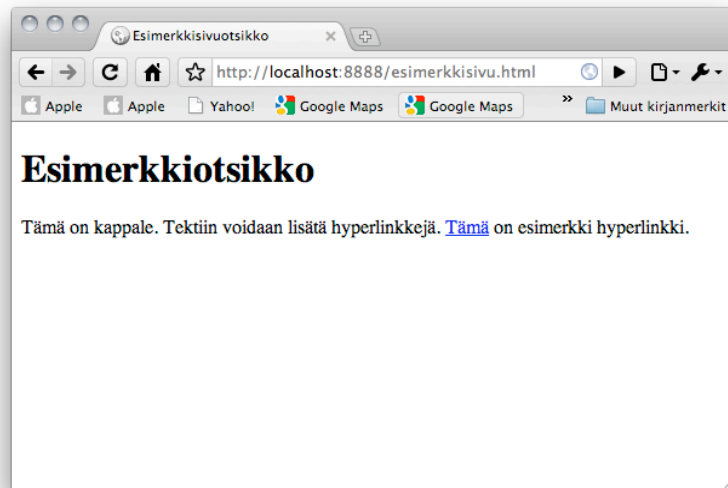 Esimerkkisivuotsikko
http://localhost:8888/esimerkkisivu.html
Apple Apple Yahoo! Google Maps Google Maps » Muut kirjanmerkit
Esimerkkiotsikko
Tämä on kappale. Tektiin voidaan lisätä hyperlinkkejä. Tämä on esimerkki hyperlinkki.